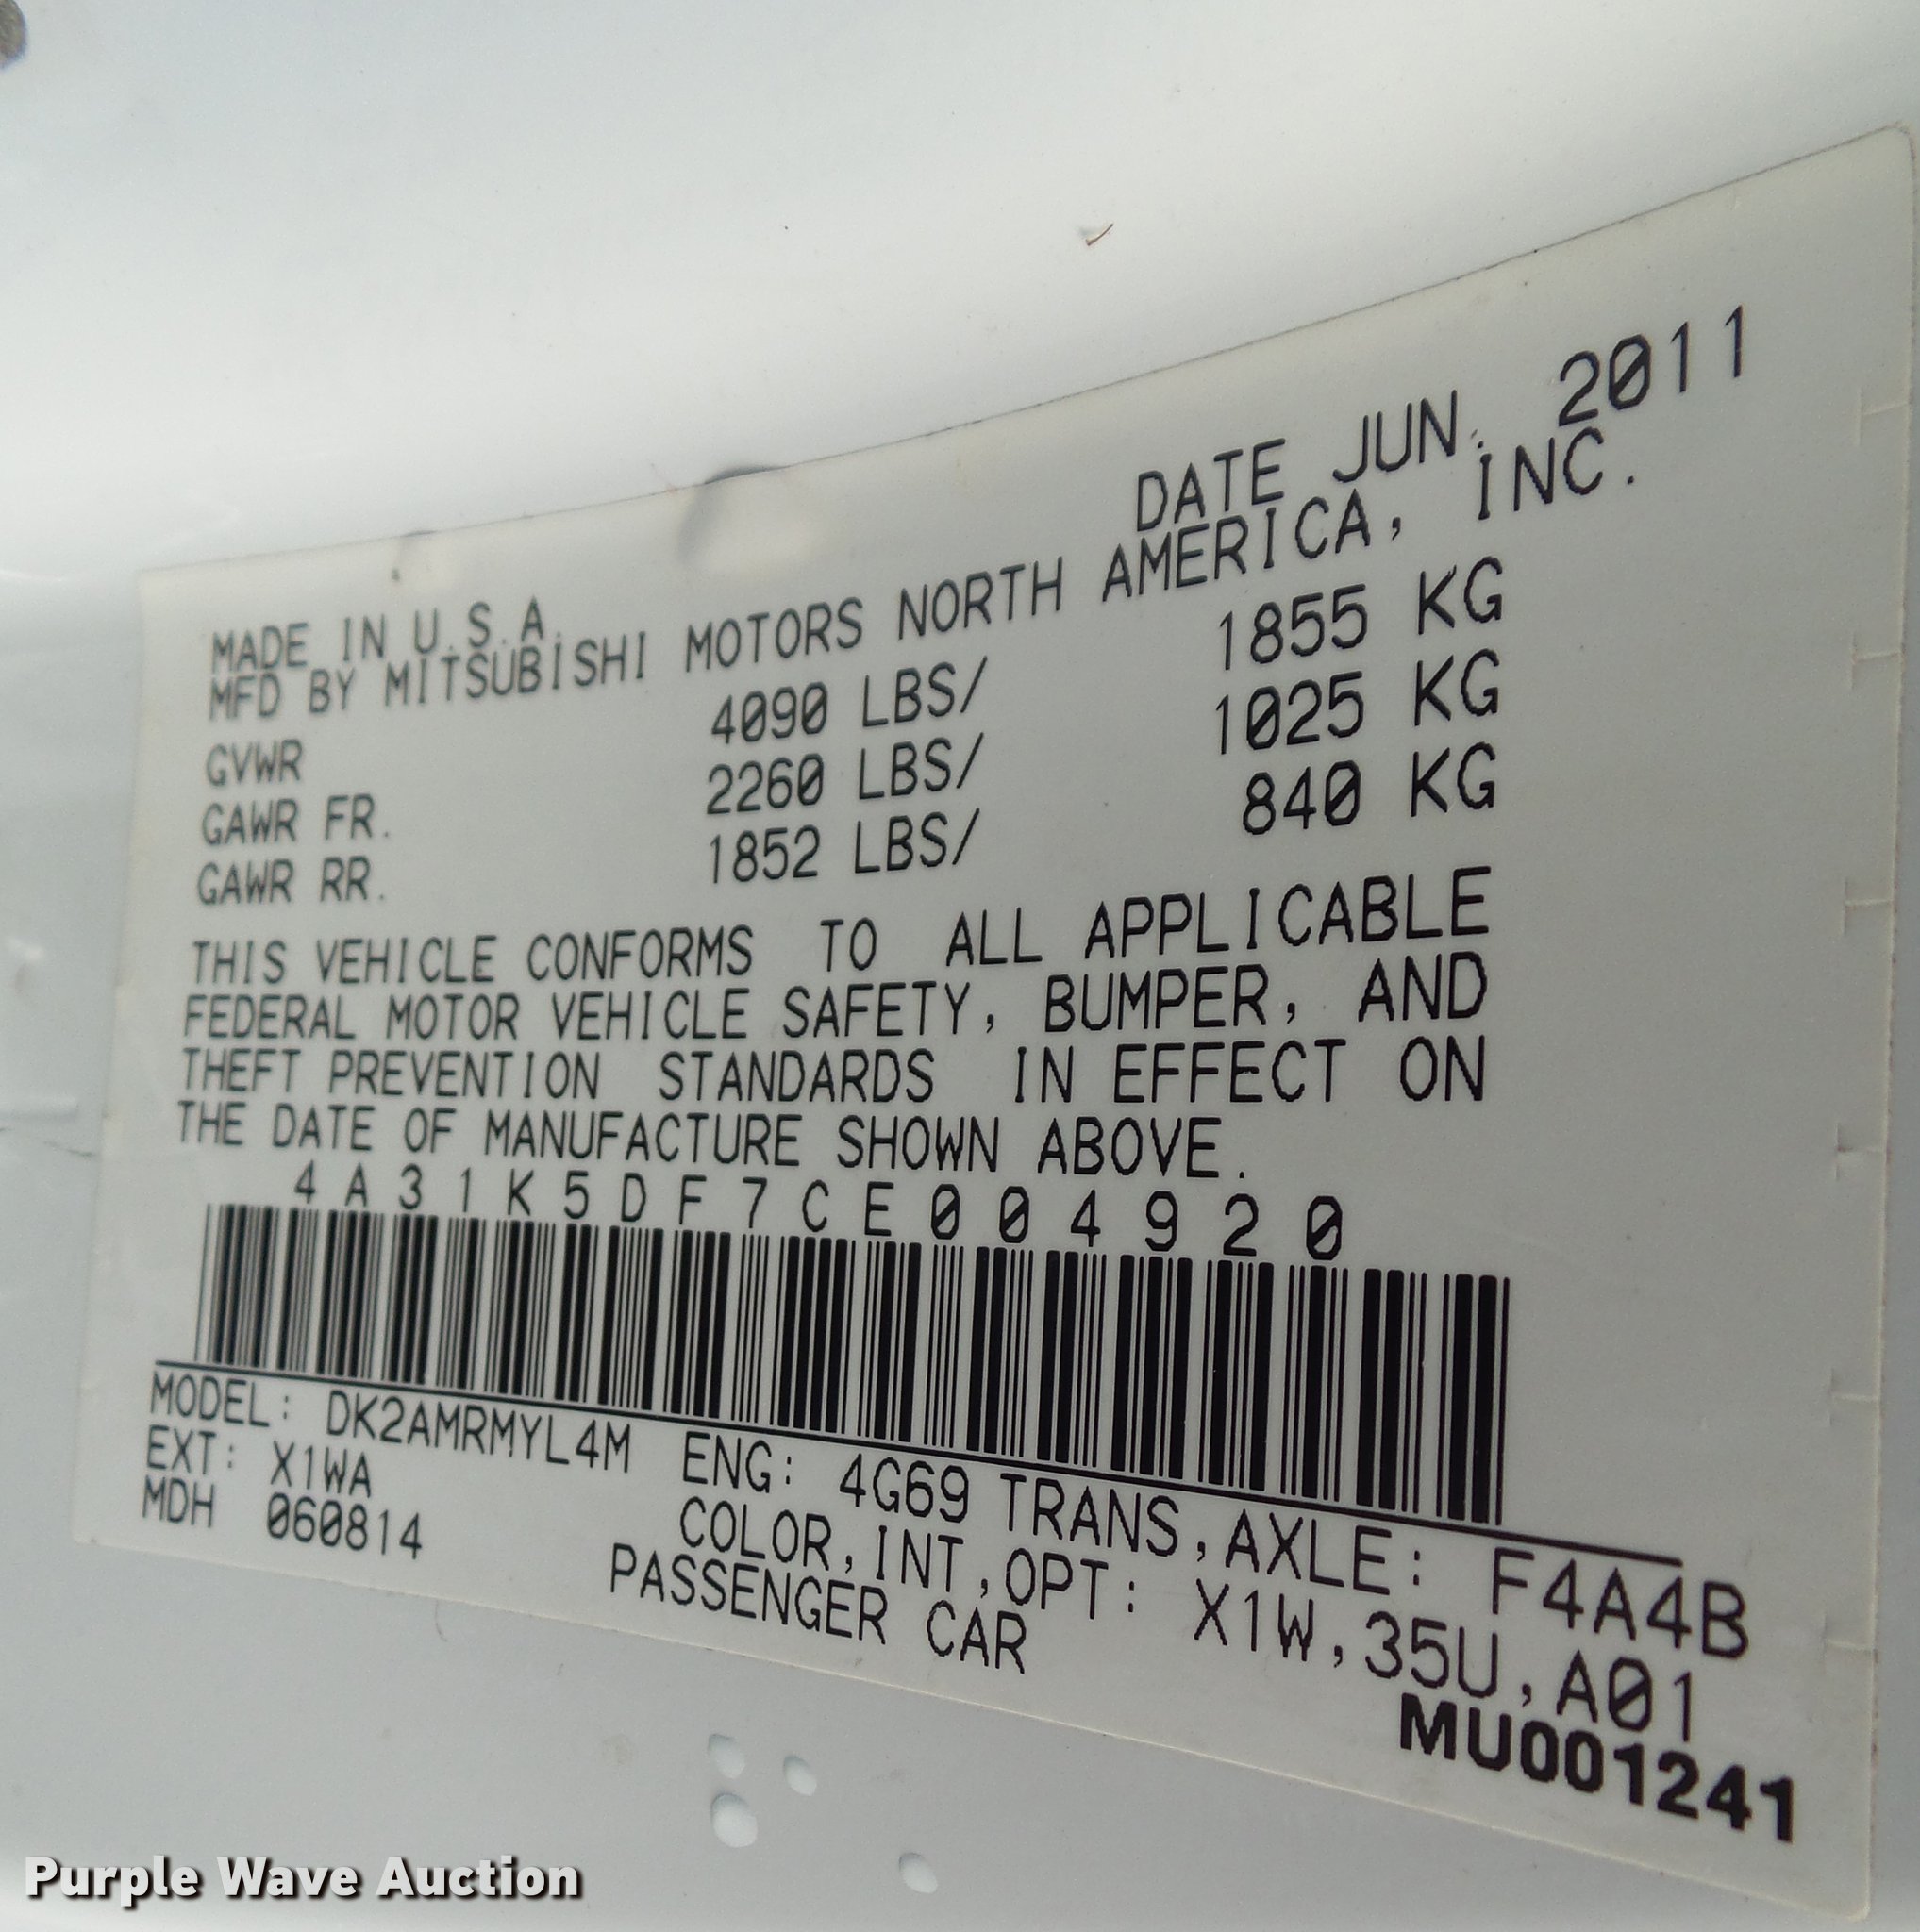 DATE JUN. 2011
MADE IN U.S.A.
MFD BY MITSUBISHI MOTORS NORTH AMERICA, INC.
GVWR 4090 LBS/ 1855 KG
GAWR FR. 2260 LBS/ 1025 KG
GAWR RR. 1852 LBS/ 840 KG
THIS VEHICLE CONFORMS TO ALL APPLICABLE
FEDERAL MOTOR VEHICLE SAFETY, BUMPER, AND
THEFT PREVENTION STANDARDS IN EFFECT ON
THE DATE OF MANUFACTURE SHOWN ABOVE.
4A31K5DF7CE004920
MODEL: DK2AMRMYL4M ENG: 4G69 TRANS,AXLE: F4A4B
EXT: X1WA COLOR,INT,OPT: X1W,35U,A01
MDH 060814 PASSENGER CAR
MU001241
Purple Wave Auction